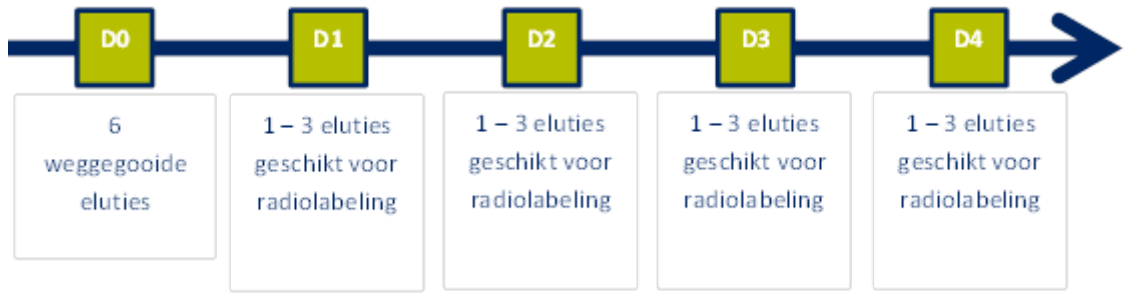 D0
D1
D2
D3
D4
6
weggegooide
eluties
1 – 3 eluties
geschikt voor
radiolabeling
1 – 3 eluties
geschikt voor
radiolabeling
1 – 3 eluties
geschikt voor
radiolabeling
1 – 3 eluties
geschikt voor
radiolabeling